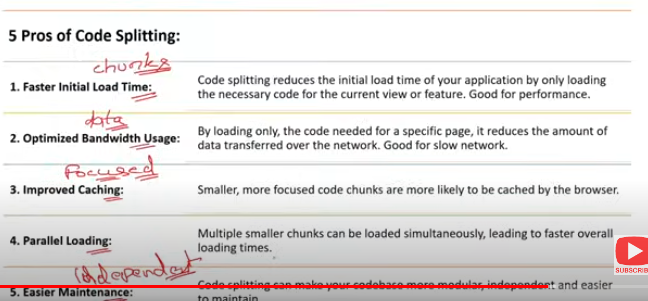 5 Pros of Code Splitting:
chunks
1. Faster Initial Load Time:
Code splitting reduces the initial load time of your application by only loading
the necessary code for the current view or feature. Good for performance.
data
2. Optimized Bandwidth Usage:
By loading only, the code needed for a specific page, it reduces the amount of
data transferred over the network. Good for slow network.
Focused
3. Improved Caching:
Smaller, more focused code chunks are more likely to be cached by the browser.
4. Parallel Loading:
Multiple smaller chunks can be loaded simultaneously, leading to faster overall
loading times.
independent
5. Easier Maintenance:
Code splitting can make your codebase more modular, independent and easier
to maintain
SUBSCRIB